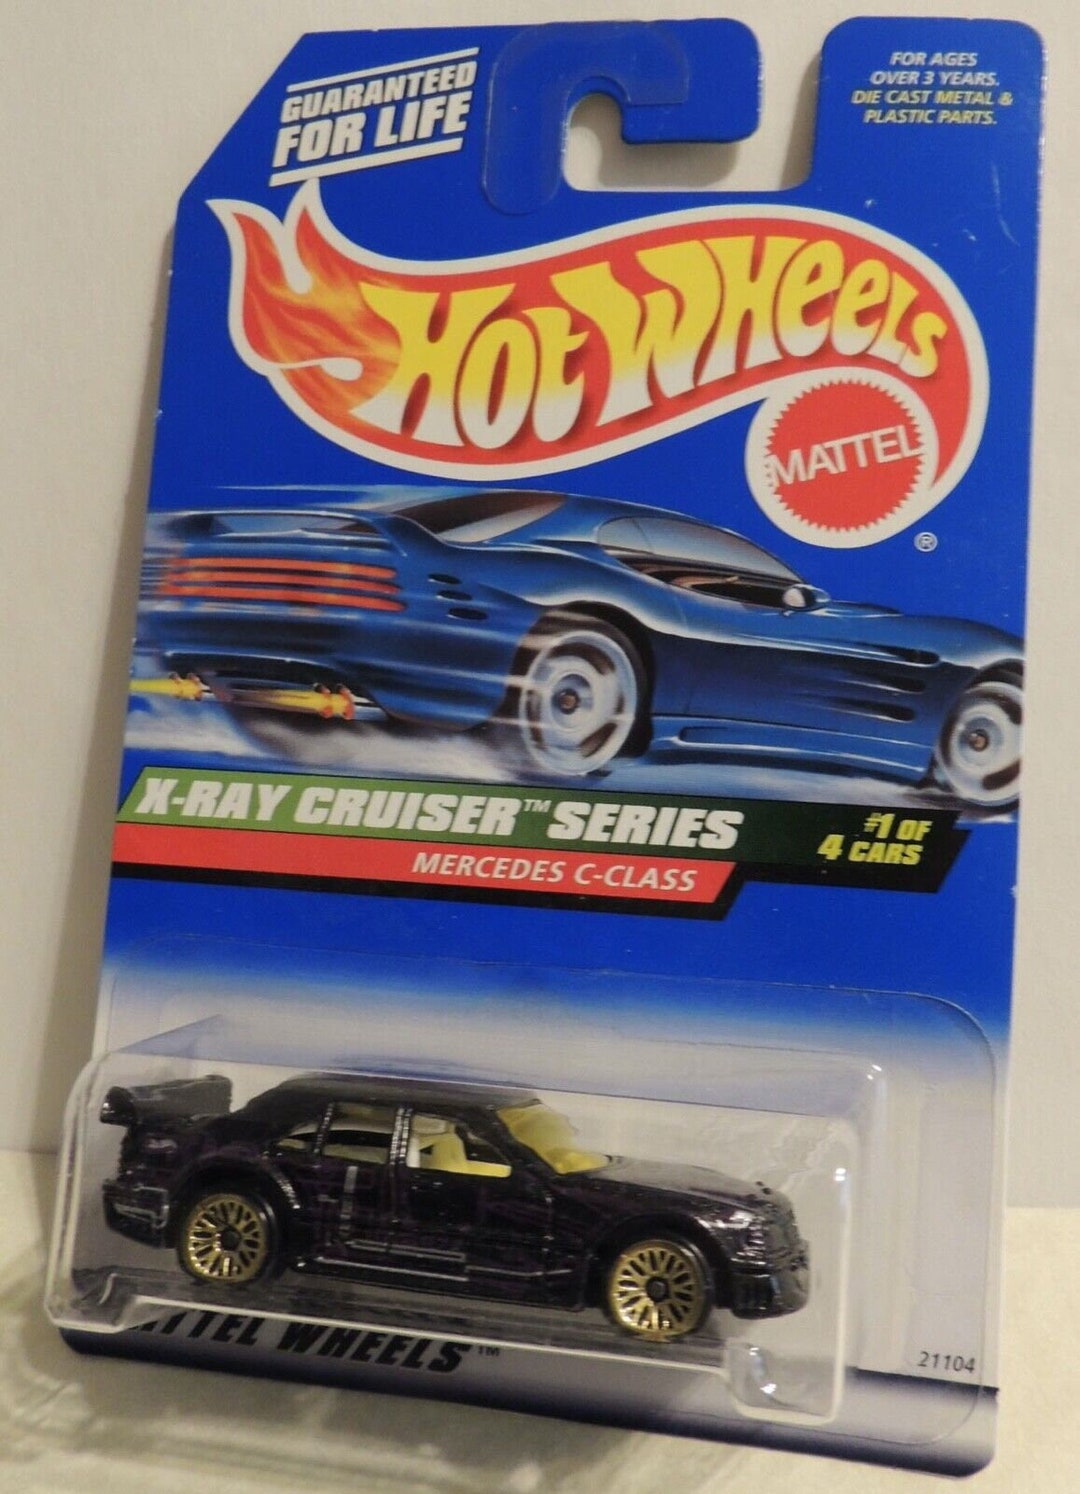 GUARANTEED
FOR LIFE
FOR AGES
OVER 3 YEARS.
DIE CAST METAL &
PLASTIC PARTS.
HOT WHEELS
MATTEL
®
X-RAY CRUISER™ SERIES
#1 OF
4 CARS
MERCEDES C-CLASS
WHEELS™
21104